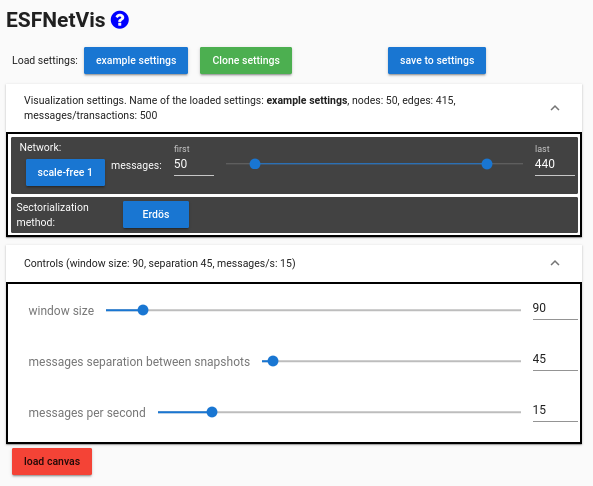 ESFNetVis ?
Load settings: example settings Clone settings save to settings
Visualization settings. Name of the loaded settings: example settings, nodes: 50, edges: 415,
messages/transactions: 500
Network:
scale-free 1
messages:
first
50
last
440
Sectorialization
method:
Erdös
Controls (window size: 90, separation 45, messages/s: 15)
window size 90
messages separation between snapshots 45
messages per second 15
load canvas